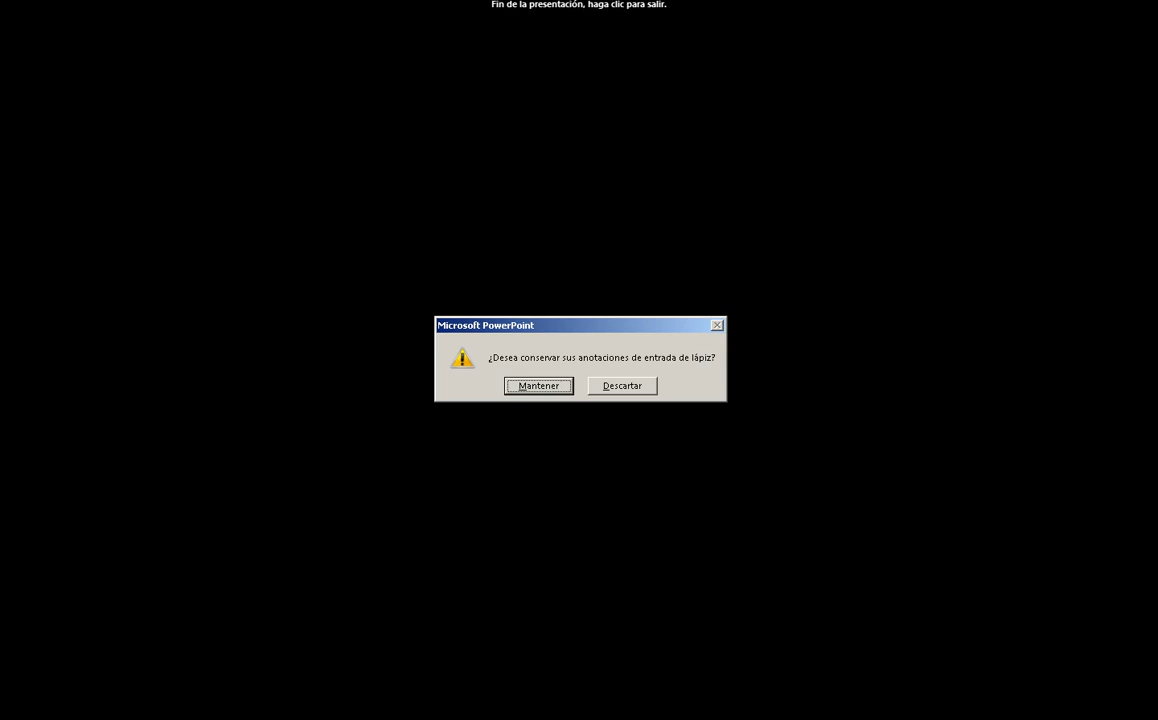 Fin de la presentación, haga clic para salir.
Microsoft PowerPoint
¿Desea conservar sus anotaciones de entrada de lápiz?
Mantener
Descartar